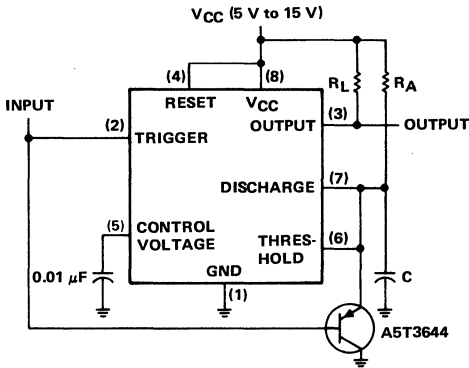 VCC (5 V to 15 V)
(4)
(8)
RL
RA
RESET
VCC
INPUT
(2)
TRIGGER
OUTPUT
(3)
OUTPUT
DISCHARGE
(7)
(5)
CONTROL
VOLTAGE
THRES-
HOLD
(6)
0.01 µF
GND
(1)
C
A5T3644